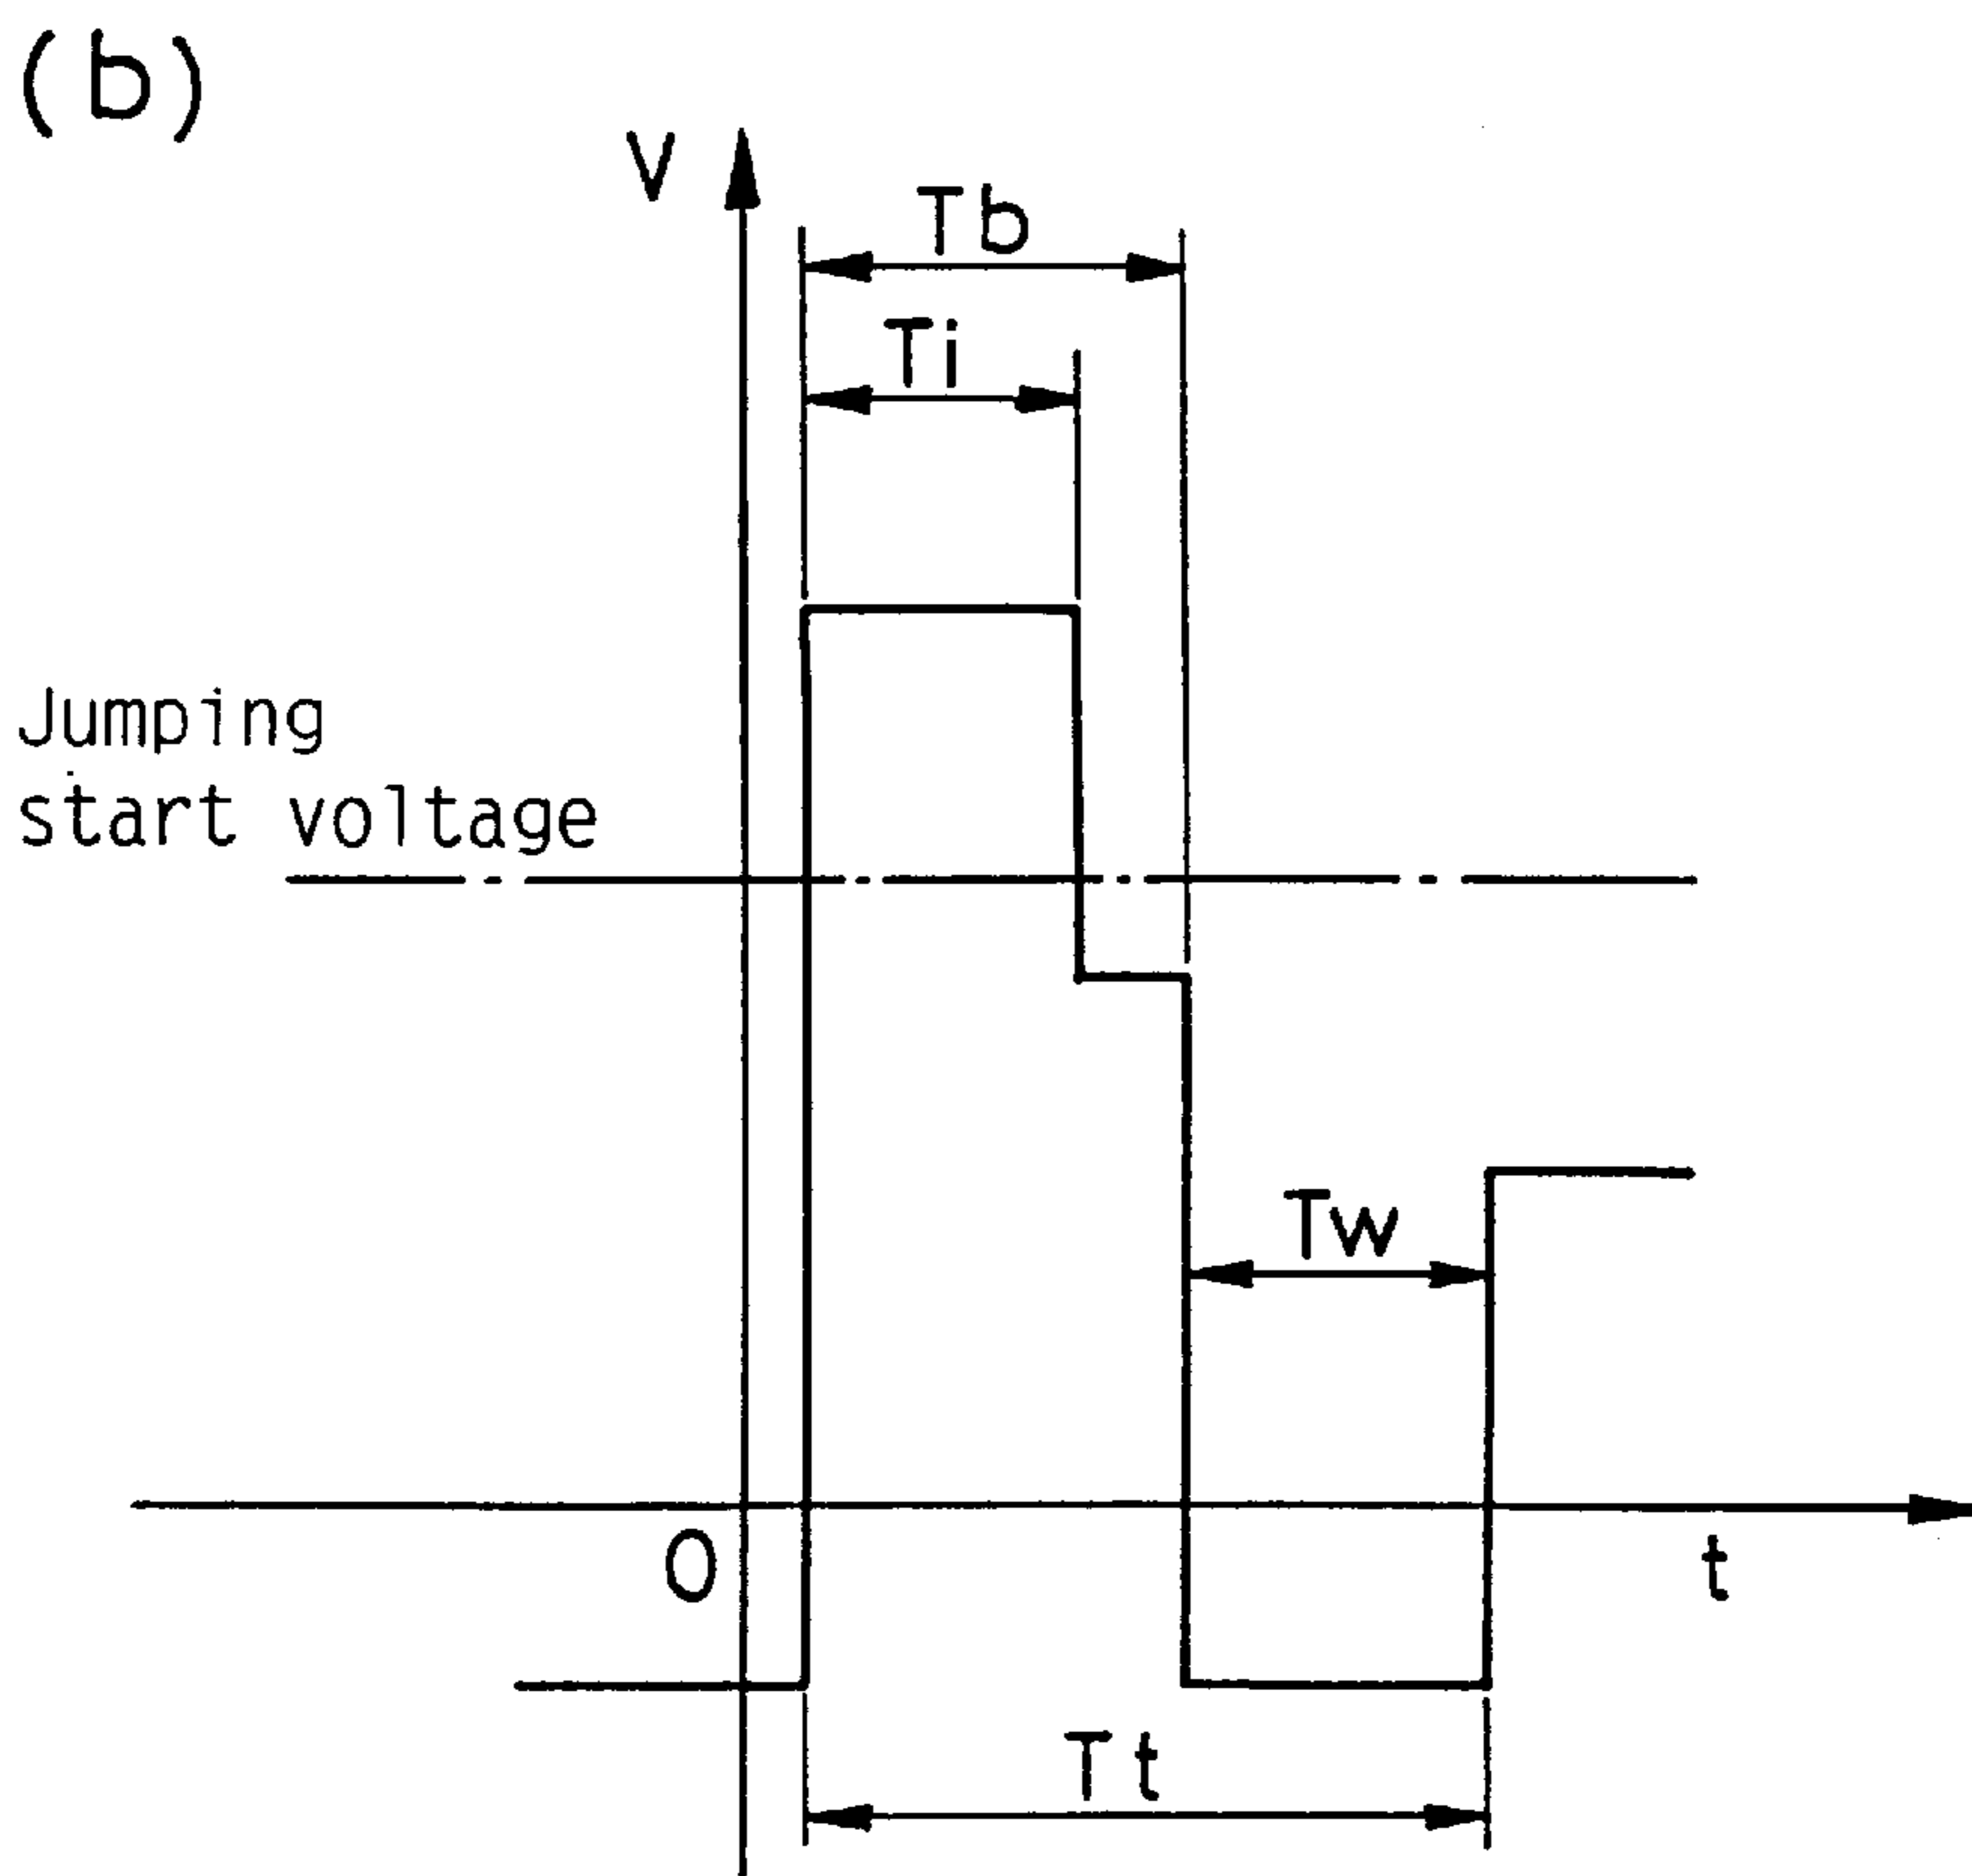 (b)
V
Tb
Ti
Jumping
start voltage
Tw
O
t
Tt